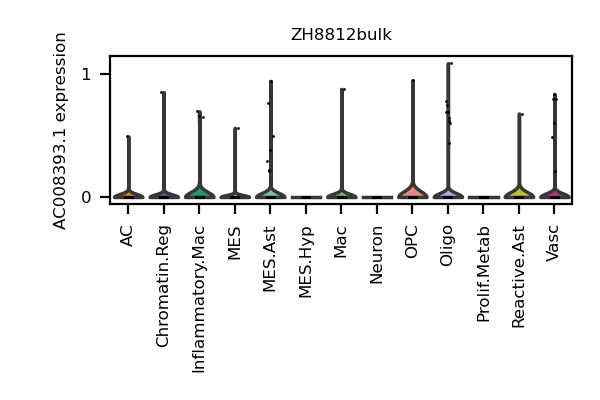 ZH8812bulk
AC008393.1 expression
1
0
AC
Chromatin.Reg
Inflammatory.Mac
MES
MES.Ast
MES.Hyp
Mac
Neuron
OPC
Oligo
Prolif.Metab
Reactive.Ast
Vasc